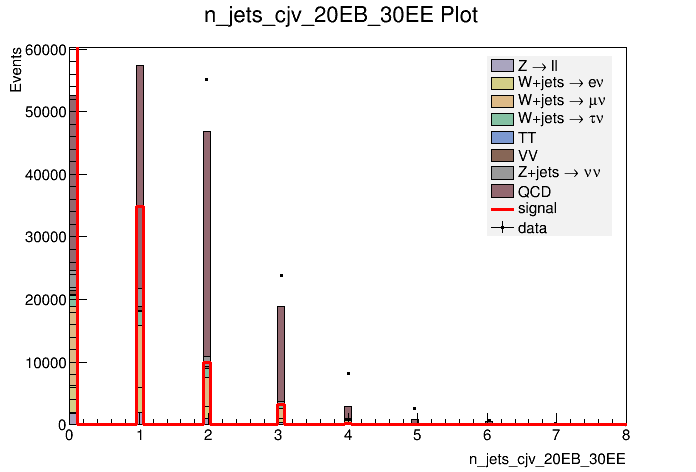 n_jets_cjv_20EB_30EE Plot
Events
60000
50000
40000
30000
20000
10000
0
0 1 2 3 4 5 6 7 8
n_jets_cjv_20EB_30EE
Z → ll
W+jets → eν
W+jets → μν
W+jets → τν
TT
VV
Z+jets → νν
QCD
signal
data